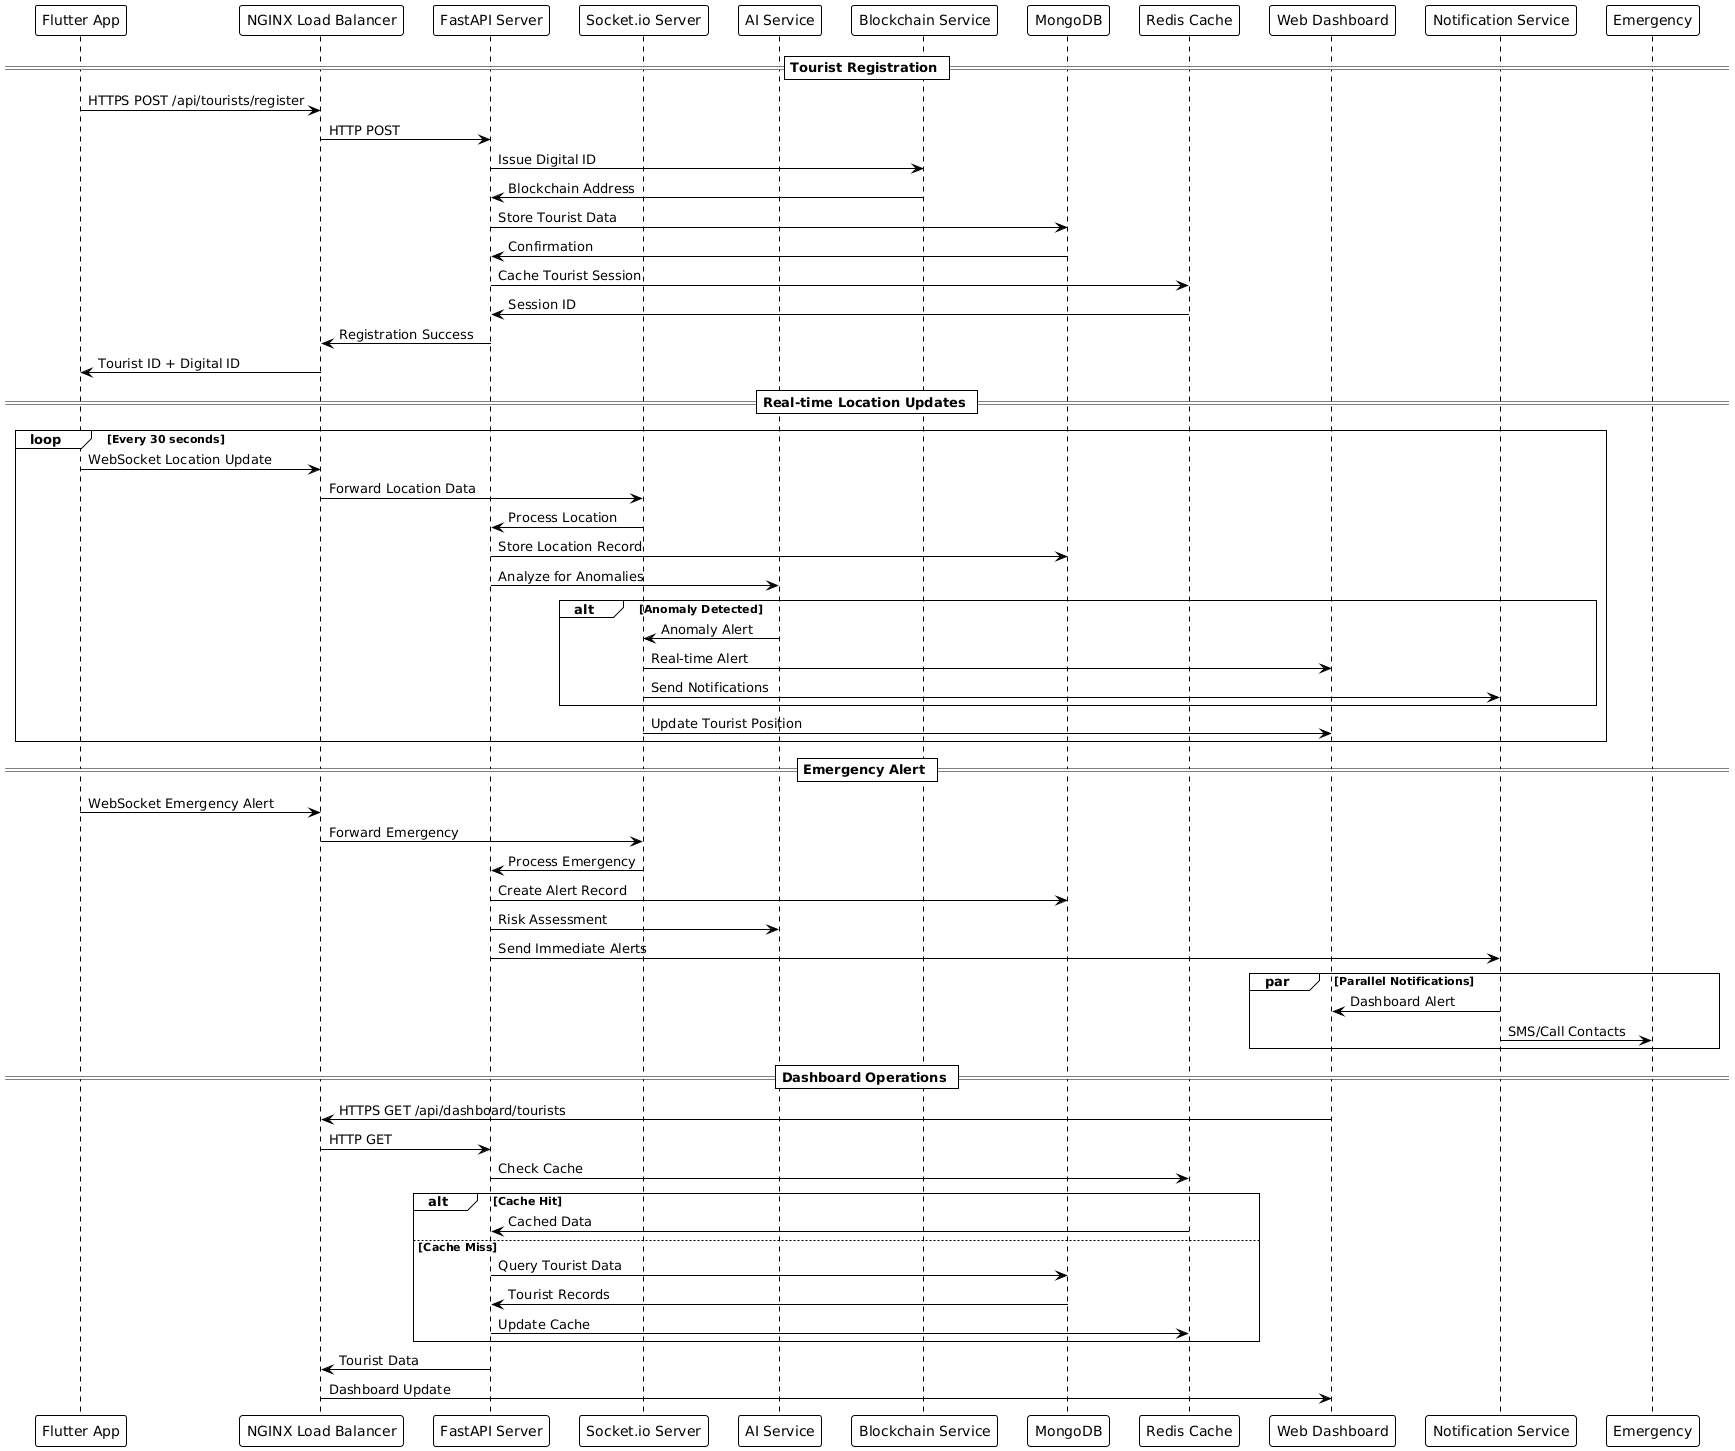 Flutter App
NGINX Load Balancer
FastAPI Server
Socket.io Server
AI Service
Blockchain Service
MongoDB
Redis Cache
Web Dashboard
Notification Service
Emergency
Tourist Registration
HTTPS POST /api/tourists/register
HTTP POST
Issue Digital ID
Blockchain Address
Store Tourist Data
Confirmation
Cache Tourist Session
Session ID
Registration Success
Tourist ID + Digital ID
Real-time Location Updates
loop [Every 30 seconds]
WebSocket Location Update
Forward Location Data
Process Location
Store Location Record
Analyze for Anomalies
alt [Anomaly Detected]
Anomaly Alert
Real-time Alert
Send Notifications
Update Tourist Position
Emergency Alert
WebSocket Emergency Alert
Forward Emergency
Process Emergency
Create Alert Record
Risk Assessment
Send Immediate Alerts
par [Parallel Notifications]
Dashboard Alert
SMS/Call Contacts
Dashboard Operations
HTTPS GET /api/dashboard/tourists
HTTP GET
Check Cache
alt [Cache Hit]
Cached Data
[Cache Miss]
Query Tourist Data
Tourist Records
Update Cache
Tourist Data
Dashboard Update
Flutter App
NGINX Load Balancer
FastAPI Server
Socket.io Server
AI Service
Blockchain Service
MongoDB
Redis Cache
Web Dashboard
Notification Service
Emergency